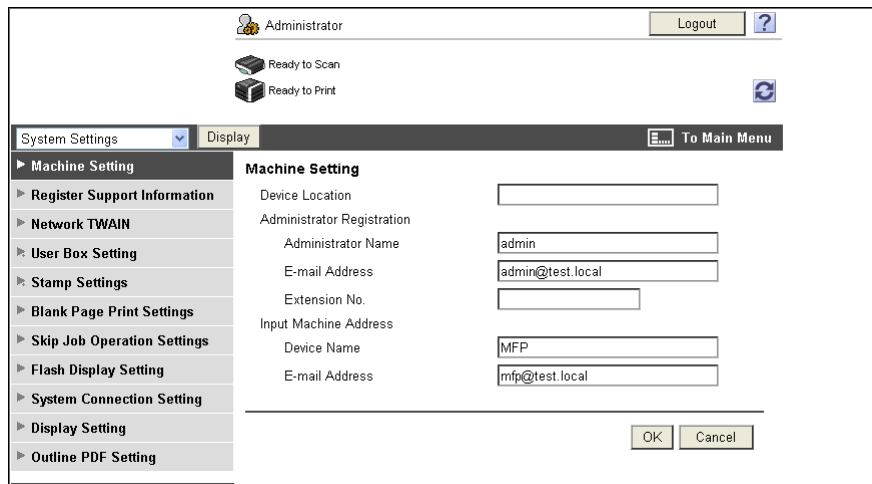 Administrator
Logout
?
Ready to Scan
Ready to Print
System Settings
Display
To Main Menu
Machine Setting
Register Support Information
Network TWAIN
User Box Setting
Stamp Settings
Blank Page Print Settings
Skip Job Operation Settings
Flash Display Setting
System Connection Setting
Display Setting
Outline PDF Setting
Machine Setting
Device Location
Administrator Registration
Administrator Name admin
E-mail Address admin@test.local
Extension No.
Input Machine Address
Device Name MFP
E-mail Address mfp@test.local
OK Cancel